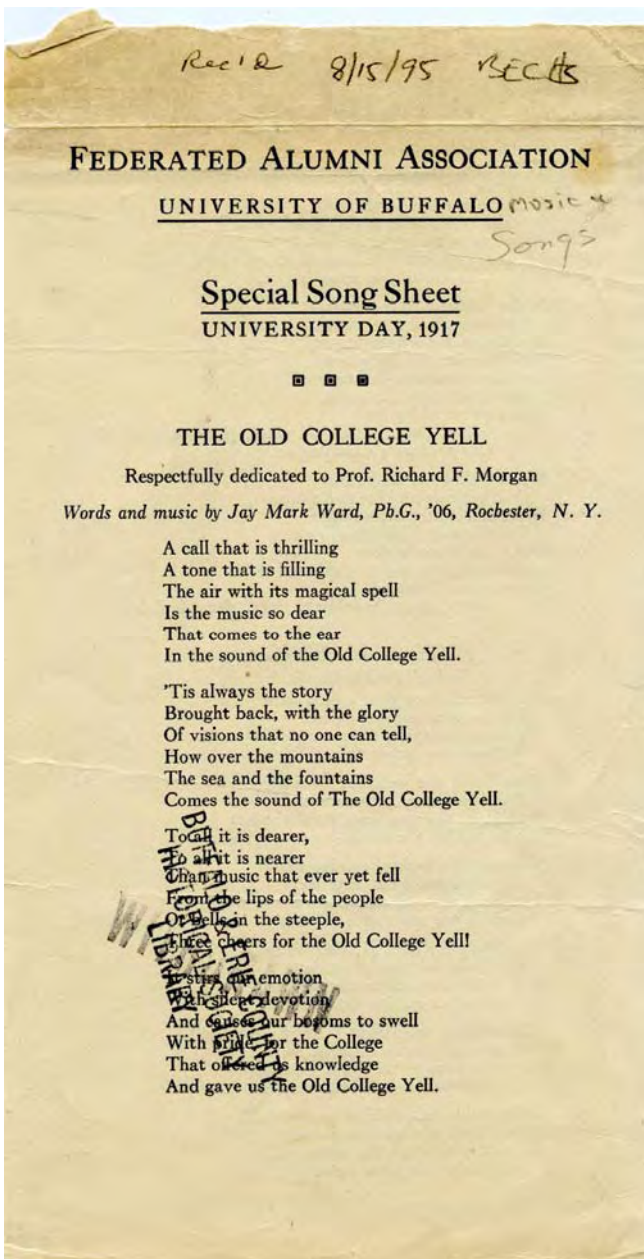 Rec'd 8/15/95 BECHS
FEDERATED ALUMNI ASSOCIATION
UNIVERSITY OF BUFFALO music &
Songs
Special Song Sheet
UNIVERSITY DAY, 1917
THE OLD COLLEGE YELL
Respectfully dedicated to Prof. Richard F. Morgan
Words and music by Jay Mark Ward, Ph.G., '06, Rochester, N. Y.
A call that is thrilling
A tone that is filling
The air with its magical spell
Is the music so dear
That comes to the ear
In the sound of the Old College Yell.
'Tis always the story
Brought back, with the glory
Of visions that no one can tell,
How over the mountains
The sea and the fountains
Comes the sound of The Old College Yell.
To all it is dearer,
To all it is nearer
Than music that ever yet fell
From the lips of the people
Or bells in the steeple,
Three cheers for the Old College Yell!
It stirs our emotion
With silent devotion
And causes our bosoms to swell
With pride, for the College
That offered us knowledge
And gave us the Old College Yell.
BUFFALO & ERIE COUNTY
HISTORICAL SOCIETY
LIBRARY